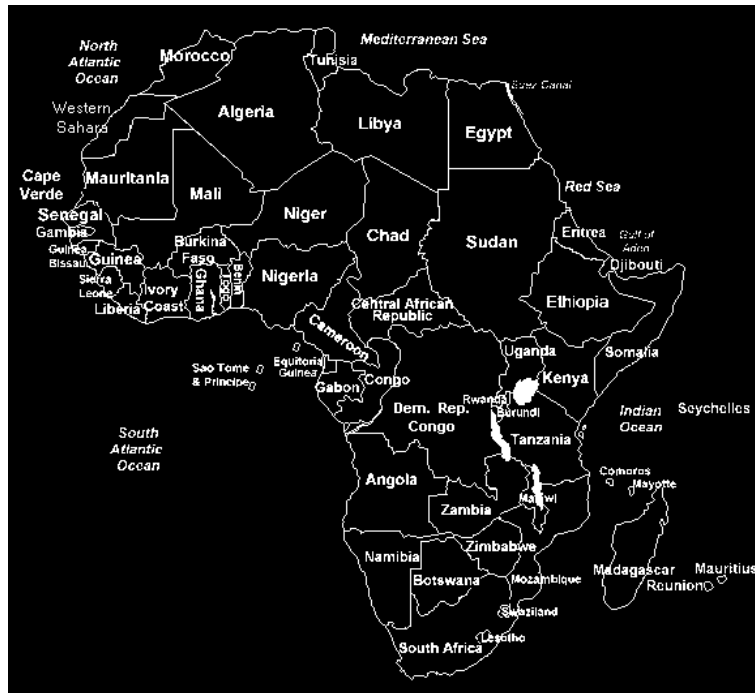 North
Atlantic
Ocean
Mediterranean Sea
Morocco
Tunisia
Suez Canal
Western
Sahara
Algeria
Libya
Egypt
Cape
Verde
Mauritania
Mali
Niger
Chad
Sudan
Red Sea
Senegal
Gambia
Guinea
Bissau
Guinea
Burkina
Faso
Eritrea
Gulf of
Aden
Djibouti
Sierra
Leone
Liberia
Ivory
Coast
Ghana
Togo
Benin
Nigeria
Ethiopia
Central African
Republic
Cameroon
Somalia
Uganda
Kenya
Equitoria
Guinea
Sao Tome
& Principe
Gabon
Congo
Rwanda
Burundi
Dem. Rep.
Congo
Tanzania
Indian
Ocean
Seychelles
South
Atlantic
Ocean
Angola
Zambia
Malawi
Comoros
Mayotte
Namibia
Zimbabwe
Botswana
Mozambique
Madagascar
Reunion
Mauritius
Swaziland
Lesotho
South Africa